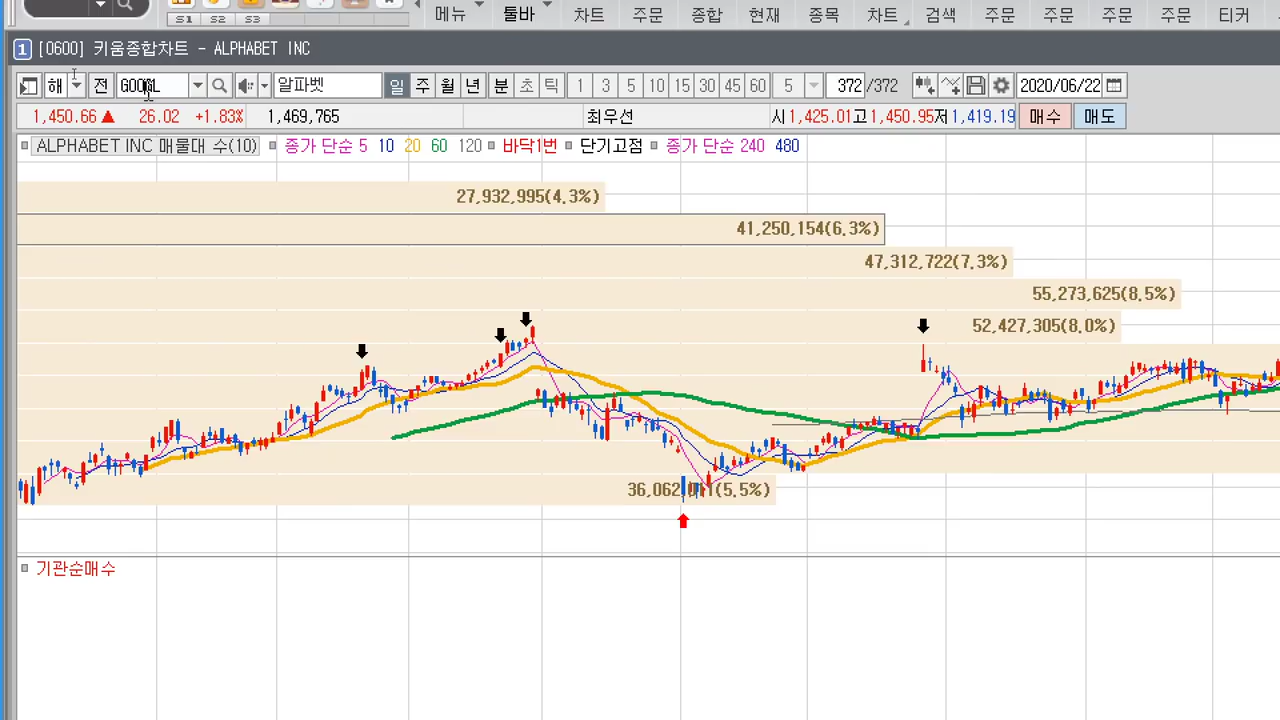 S1 S2 S3
메뉴 툴바 차트 주문 종합 현재 종목 차트 검색 주문 주문 주문 주문 티커
1 [0600] 키움종합차트 - ALPHABET INC
해 전 알파벳 일 주 월 년 분 초 틱 1 3 5 10 15 30 45 60 5 372 /372 2020/06/22
1,450.66 ▲ 26.02 +1.83% 1,469,765 최우선 시 1,425.01 고 1,450.95 저 1,419.19 매수 매도
ALPHABET INC 매물대 수(10) 종가 단순 5 10 20 60 120 바닥1번 단기고점 종가 단순 240 480
27,932,995(4.3%)
41,250,154(6.3%)
47,312,722(7.3%)
55,273,625(8.5%)
52,427,305(8.0%)
(5.5%)
기관순매수